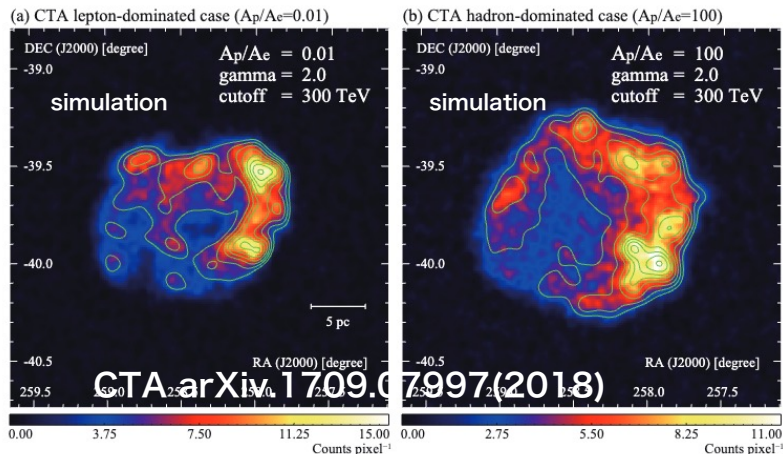 (a) CTA lepton-dominated case (Ap/Ae=0.01)
DEC (J2000) [degree]
Ap/Ae = 0.01
gamma = 2.0
cutoff = 300 TeV
simulation
-39.0
-39.5
-40.0
-40.5
5 pc
RA (J2000) [degree]
259.5
0.00 3.75 7.50 11.25 15.00
Counts pixel⁻¹
(b) CTA hadron-dominated case (Ap/Ae=100)
DEC (J2000) [degree]
Ap/Ae = 100
gamma = 2.0
cutoff = 300 TeV
simulation
-39.0
-39.5
-40.0
-40.5
RA (J2000) [degree]
258.0 257.5
0.00 2.75 5.50 8.25 11.00
Counts pixel⁻¹
CTA arXiv.1709.07997(2018)